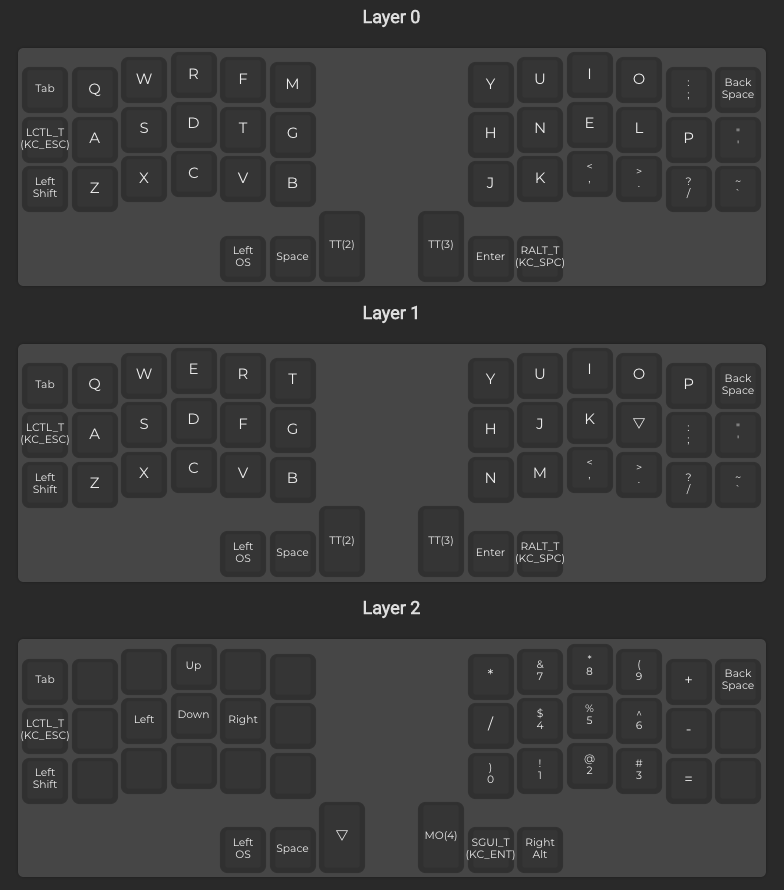 Layer 0
Tab Q W R F M Y U I O : ; Back Space
LCTL_T (KC_ESC) A S D T G H N E L P " '
Left Shift Z X C V B J K < , > . ? / ~ `
Left OS Space TT(2) TT(3) Enter RALT_T (KC_SPC)
Layer 1
Tab Q W E R T Y U I O P Back Space
LCTL_T (KC_ESC) A S D F G H J K ▽ : ; " '
Left Shift Z X C V B N M < , > . ? / ~ `
Left OS Space TT(2) TT(3) Enter RALT_T (KC_SPC)
Layer 2
Tab Up * & 7 * 8 ( 9 + Back Space
LCTL_T (KC_ESC) Left Down Right / $ 4 % 5 ^ 6 -
Left Shift ) 0 ! 1 @ 2 # 3 =
Left OS Space ▽ MO(4) SGUI_T (KC_ENT) Right Alt